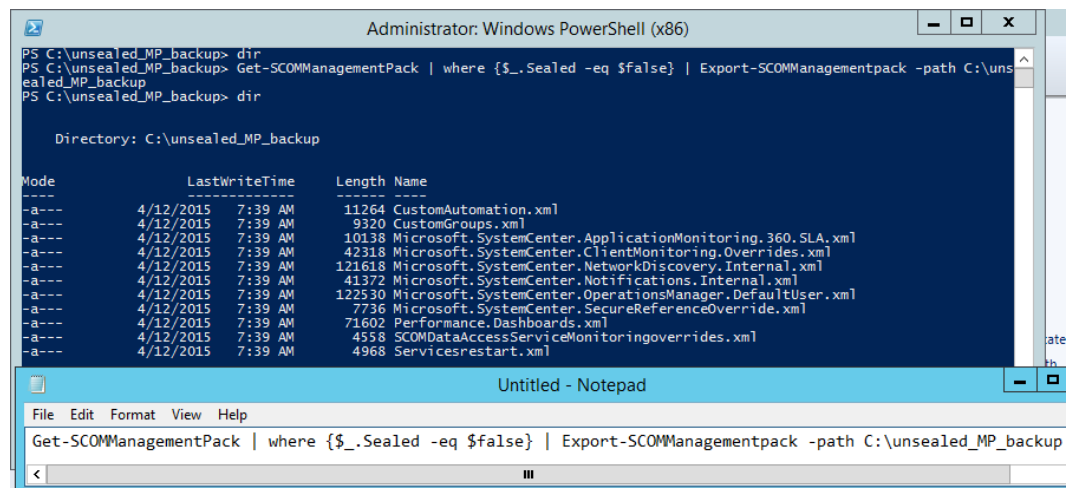 Administrator: Windows PowerShell (x86)
PS C:\unsealed_MP_backup> dir
PS C:\unsealed_MP_backup> Get-SCOMManagementPack | where {$_.Sealed -eq $false} | Export-SCOMManagementpack -path C:\uns
ealed_MP_backup
PS C:\unsealed_MP_backup> dir
Directory: C:\unsealed_MP_backup
Mode LastWriteTime Length Name
---- ------------- ------ ----
-a--- 4/12/2015 7:39 AM 11264 CustomAutomation.xml
-a--- 4/12/2015 7:39 AM 9320 CustomGroups.xml
-a--- 4/12/2015 7:39 AM 10138 Microsoft.SystemCenter.ApplicationMonitoring.360.SLA.xml
-a--- 4/12/2015 7:39 AM 42318 Microsoft.SystemCenter.ClientMonitoring.Overrides.xml
-a--- 4/12/2015 7:39 AM 121618 Microsoft.SystemCenter.NetworkDiscovery.Internal.xml
-a--- 4/12/2015 7:39 AM 41372 Microsoft.SystemCenter.Notifications.Internal.xml
-a--- 4/12/2015 7:39 AM 122530 Microsoft.SystemCenter.OperationsManager.DefaultUser.xml
-a--- 4/12/2015 7:39 AM 7736 Microsoft.SystemCenter.SecureReferenceOverride.xml
-a--- 4/12/2015 7:39 AM 71602 Performance.Dashboards.xml
-a--- 4/12/2015 7:39 AM 4558 SCOMDataAccessServiceMonitoringoverrides.xml
-a--- 4/12/2015 7:39 AM 4968 Servicesrestart.xml
Untitled - Notepad
File Edit Format View Help
Get-SCOMManagementPack | where {$_.Sealed -eq $false} | Export-SCOMManagementpack -path C:\unsealed_MP_backup